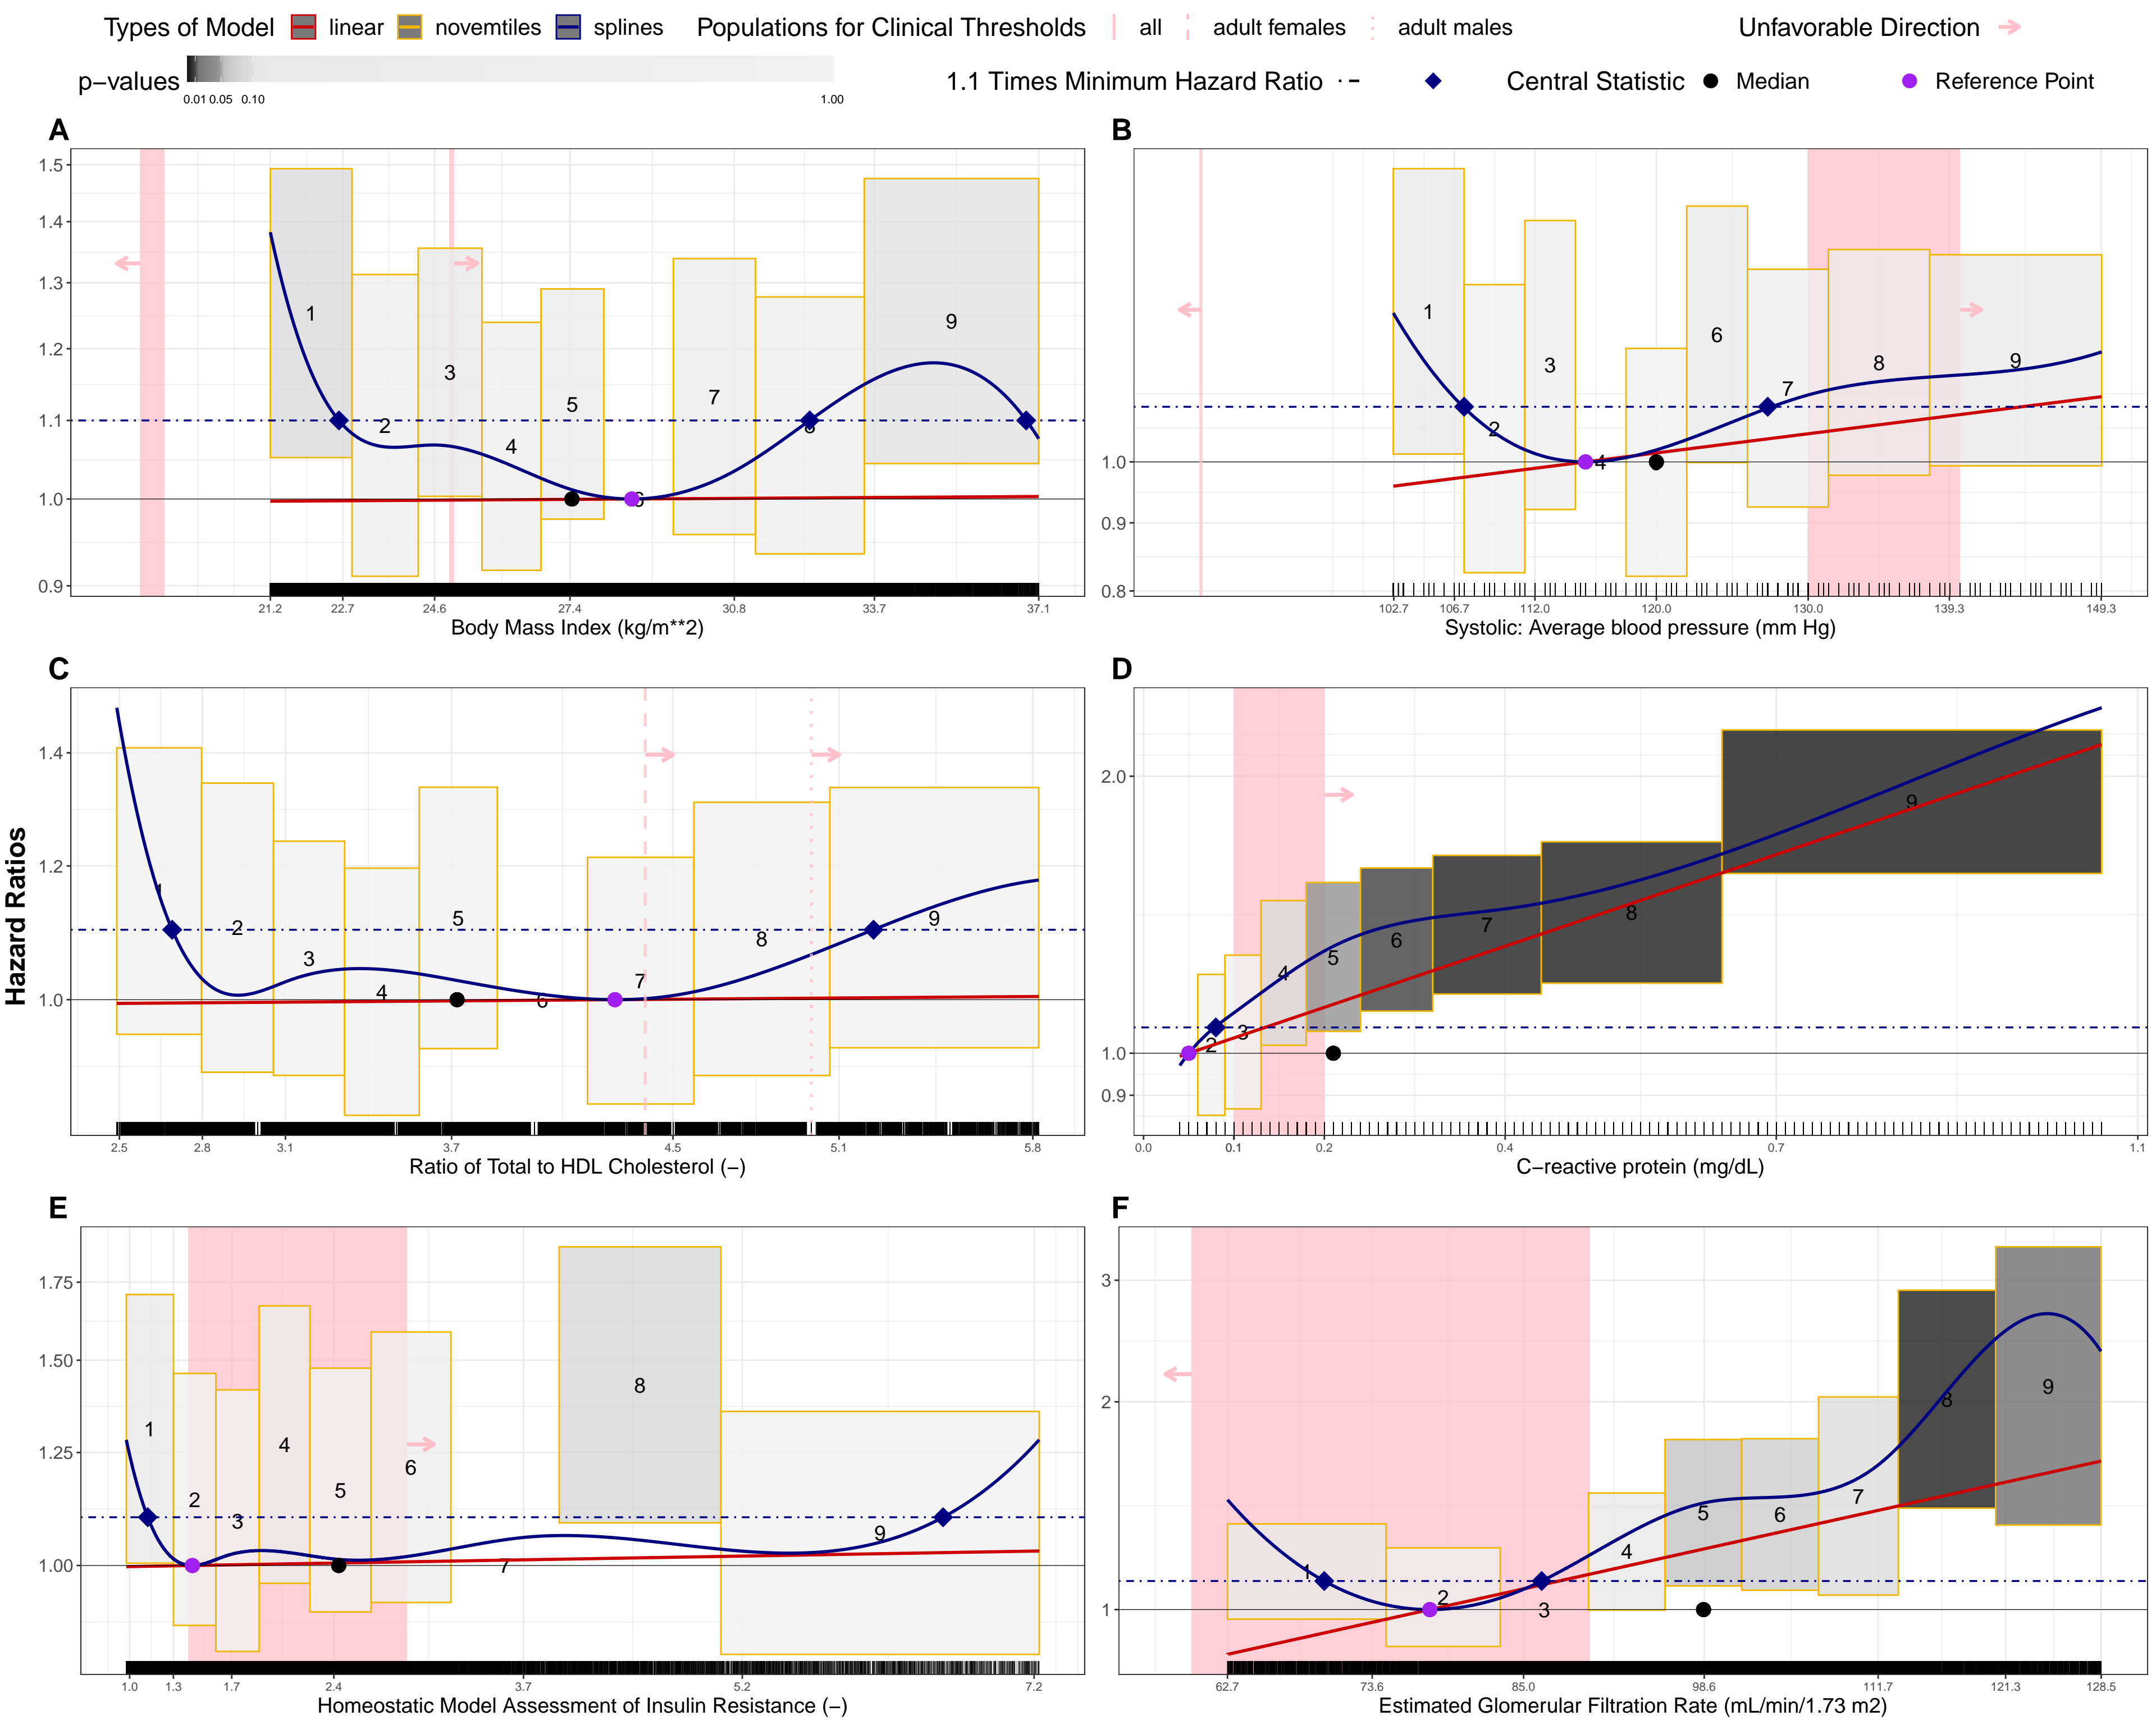 Types of Model linear novemtiles splines Populations for Clinical Thresholds all adult females adult males Unfavorable Direction
p−values 0.01 0.05 0.10 1.00 1.1 Times Minimum Hazard Ratio Central Statistic Median Reference Point
Hazard Ratios
A
1.5
1.4
1.3
1.2
1.1
1.0
0.9
1 2 3 4 5 6 7 8 9
21.2 22.7 24.6 27.4 30.8 33.7 37.1
Body Mass Index (kg/m**2)
B
1.0
0.9
0.8
1 2 3 4 6 7 8 9
102.7 106.7 112.0 120.0 130.0 139.3 149.3
Systolic: Average blood pressure (mm Hg)
C
1.4
1.2
1.0
1 2 3 4 5 6 7 8 9
2.5 2.8 3.1 3.7 4.5 5.1 5.8
Ratio of Total to HDL Cholesterol (−)
D
2.0
1.0
0.9
2 3 4 5 6 7 8 9
0.0 0.1 0.2 0.4 0.7 1.1
C−reactive protein (mg/dL)
E
1.75
1.50
1.25
1.00
1 2 3 4 5 6 7 8 9
1.0 1.3 1.7 2.4 3.7 5.2 7.2
Homeostatic Model Assessment of Insulin Resistance (−)
F
3
2
1
1 2 3 4 5 6 7 8 9
62.7 73.6 85.0 98.6 111.7 121.3 128.5
Estimated Glomerular Filtration Rate (mL/min/1.73 m2)